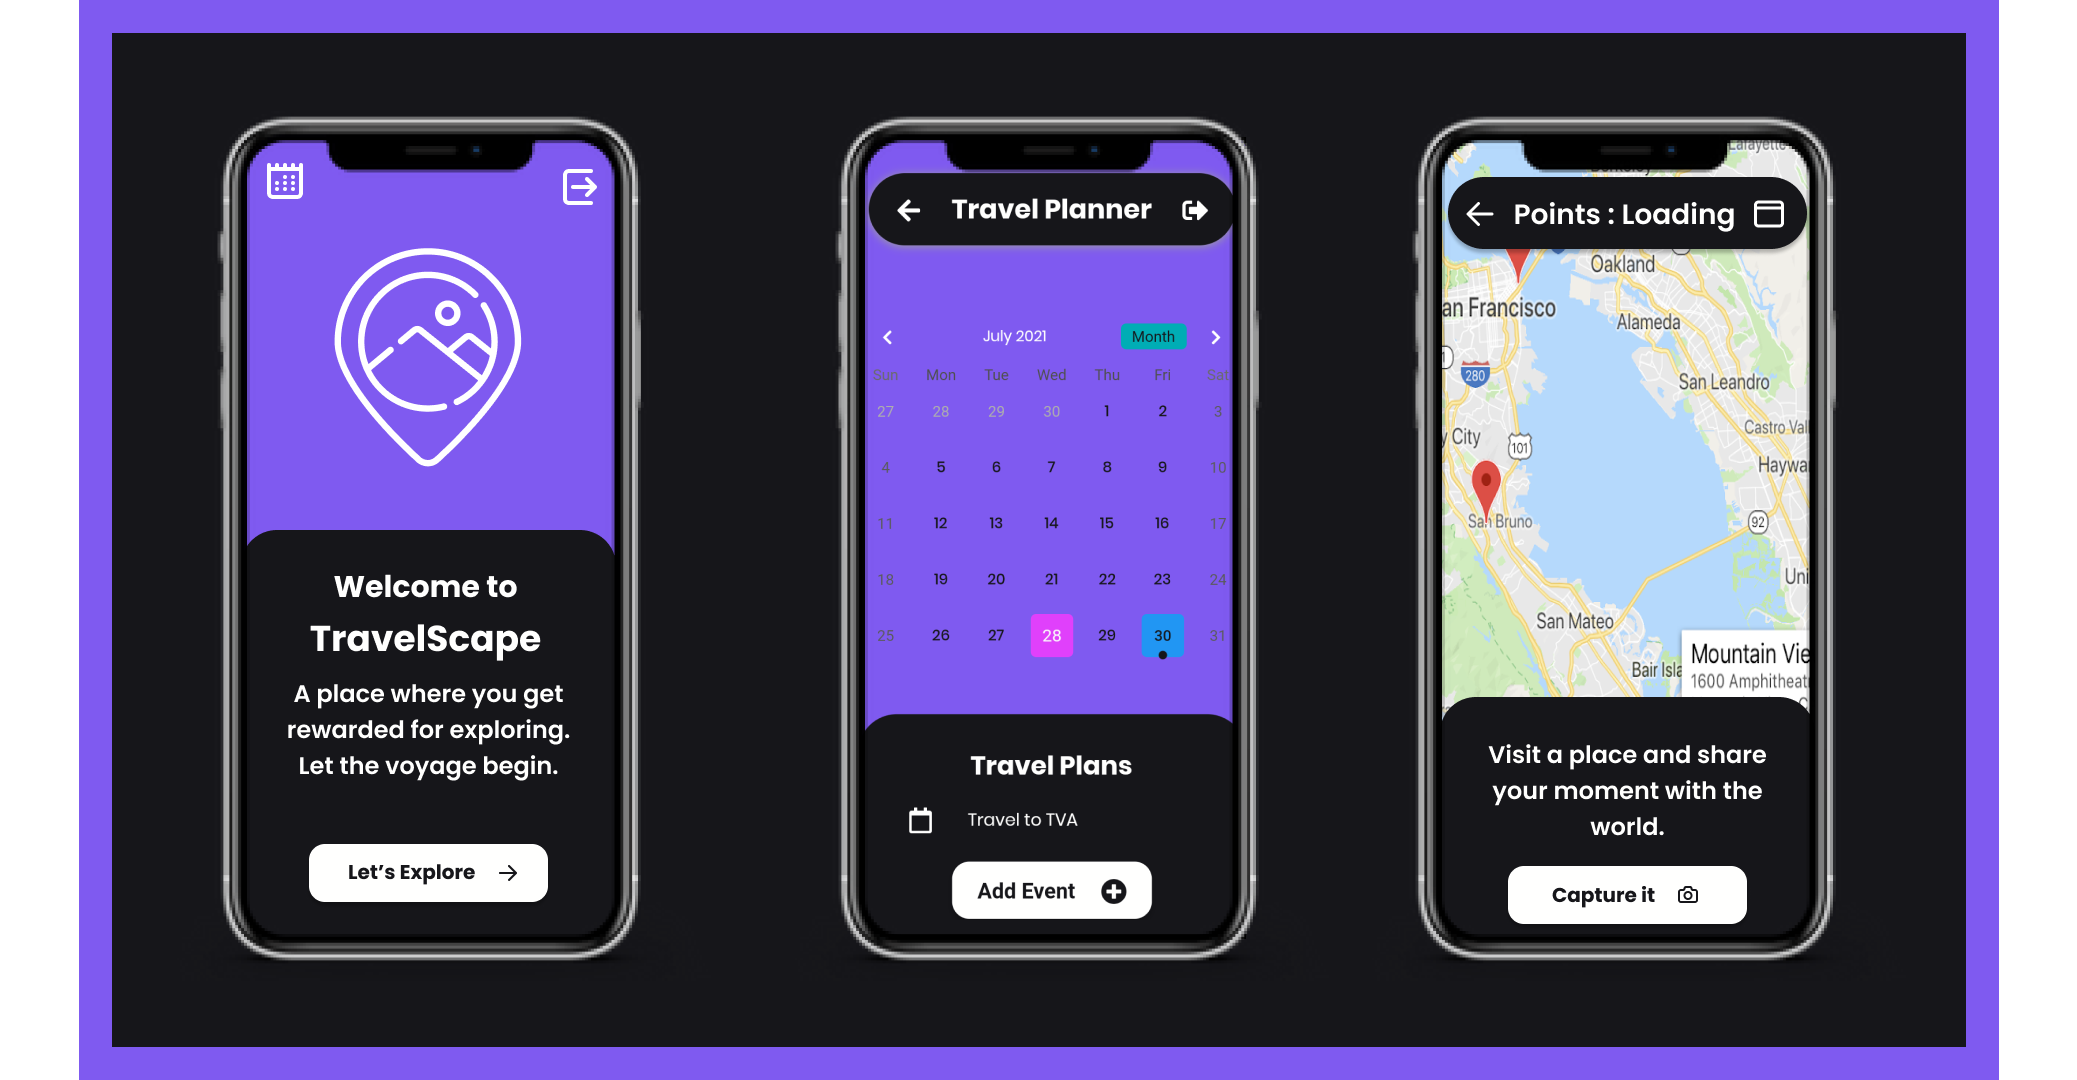 Welcome to
TravelScape
A place where you get
rewarded for exploring.
Let the voyage begin.
Let's Explore
Travel Planner
July 2021
Month
Sun Mon Tue Wed Thu Fri Sat
27 28 29 30 1 2 3
4 5 6 7 8 9 10
11 12 13 14 15 16 17
18 19 20 21 22 23 24
25 26 27 28 29 30 31
Travel Plans
Travel to TVA
Add Event
Lafayette
Points : Loading
Oakland
an Francisco
Alameda
280
San Leandro
Castro Vall
y City
101
Haywa
San Bruno
92
Uni
San Mateo
Mountain Vie
Bair Isla
1600 Amphitheat
Visit a place and share
your moment with the
world.
Capture it